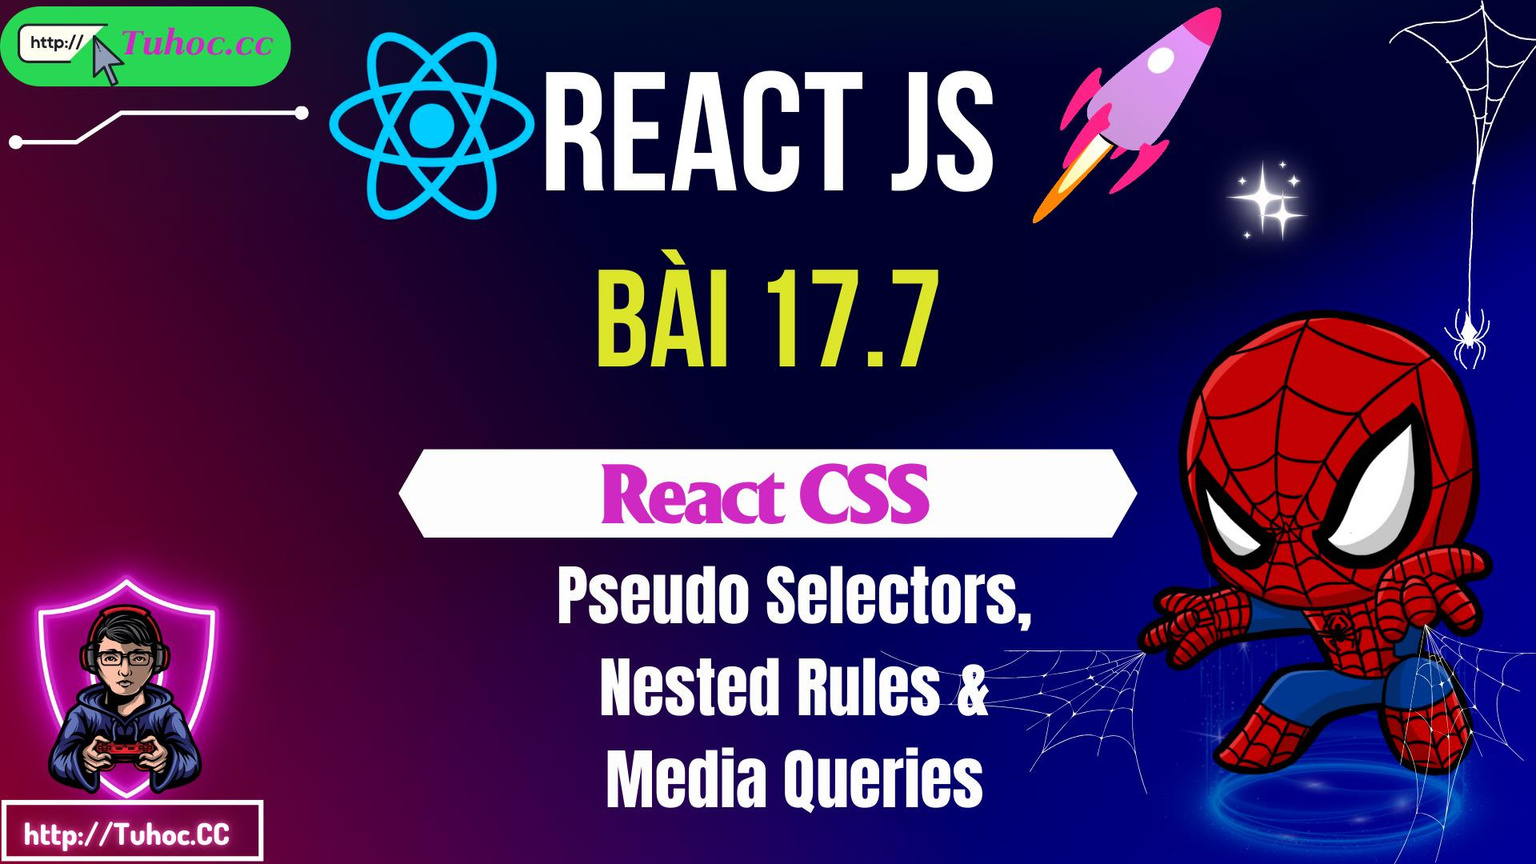 http://
Tuhoc.cc
REACT JS
BÀI 17.7
React CSS
Pseudo Selectors,
Nested Rules &
Media Queries
http://Tuhoc.CC